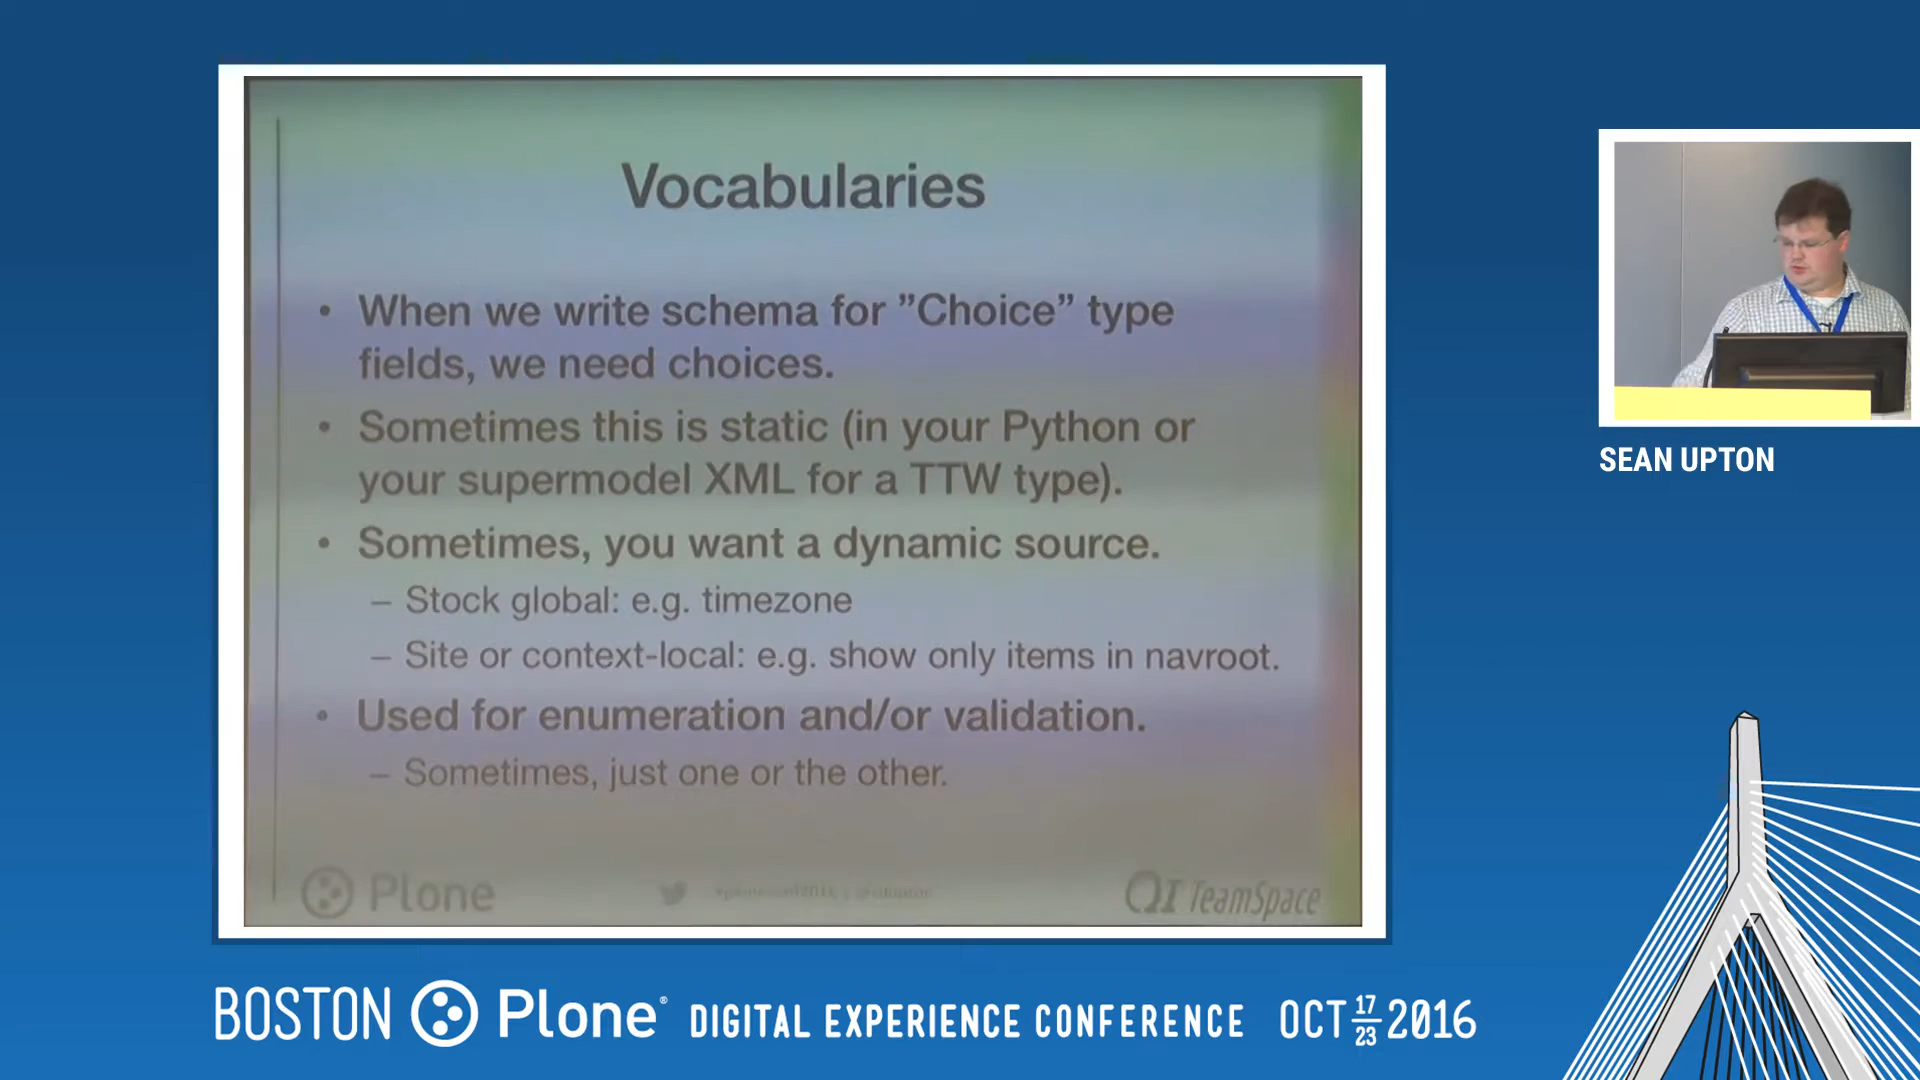 Vocabularies
• When we write schema for ”Choice” type
fields, we need choices.
• Sometimes this is static (in your Python or
your supermodel XML for a TTW type).
• Sometimes, you want a dynamic source.
– Stock global: e.g. timezone
– Site or context-local: e.g. show only items in navroot.
• Used for enumeration and/or validation.
– Sometimes, just one or the other.
Plone
QI TeamSpace
SEAN UPTON
BOSTON Plone® DIGITAL EXPERIENCE CONFERENCE OCT 17 23 2016